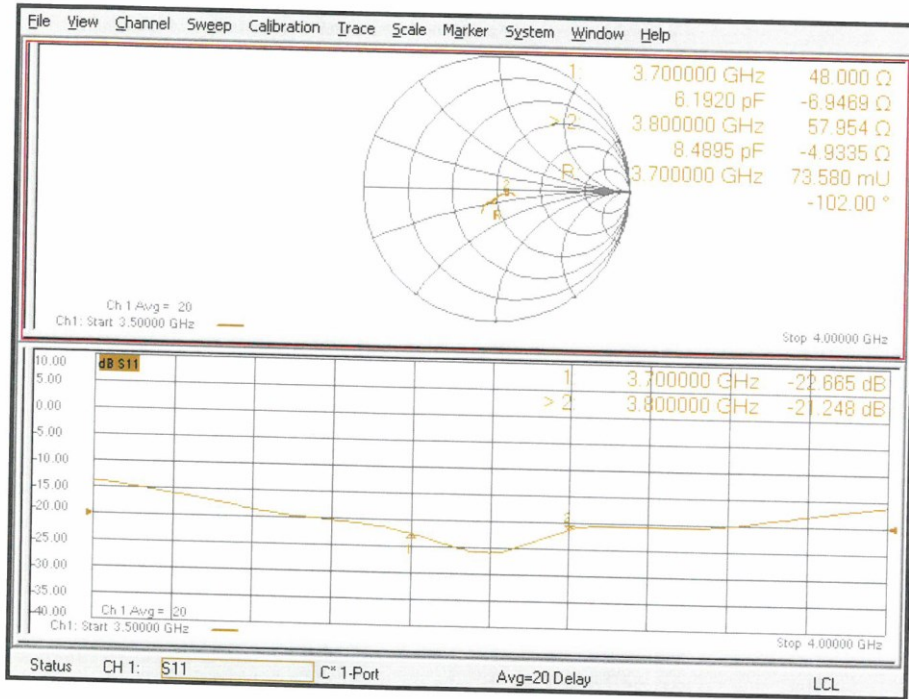 File View Channel Sweep Calibration Trace Scale Marker System Window Help
1: 3.700000 GHz 48.000 Ω
6.1920 pF -6.9469 Ω
> 2: 3.800000 GHz 57.954 Ω
8.4895 pF -4.9335 Ω
R: 3.700000 GHz 73.580 mU
-102.00 °
2
R
Ch 1 Avg = 20
Ch1: Start 3.50000 GHz
Stop 4.00000 GHz
dB S11
1: 3.700000 GHz -22.665 dB
> 2: 3.800000 GHz -21.248 dB
10.00
5.00
0.00
-5.00
-10.00
-15.00
-20.00
-25.00
-30.00
-35.00
-40.00
1
2
Ch 1 Avg = 20
Ch1: Start 3.50000 GHz
Stop 4.00000 GHz
Status CH 1: S11 C* 1-Port Avg=20 Delay LCL